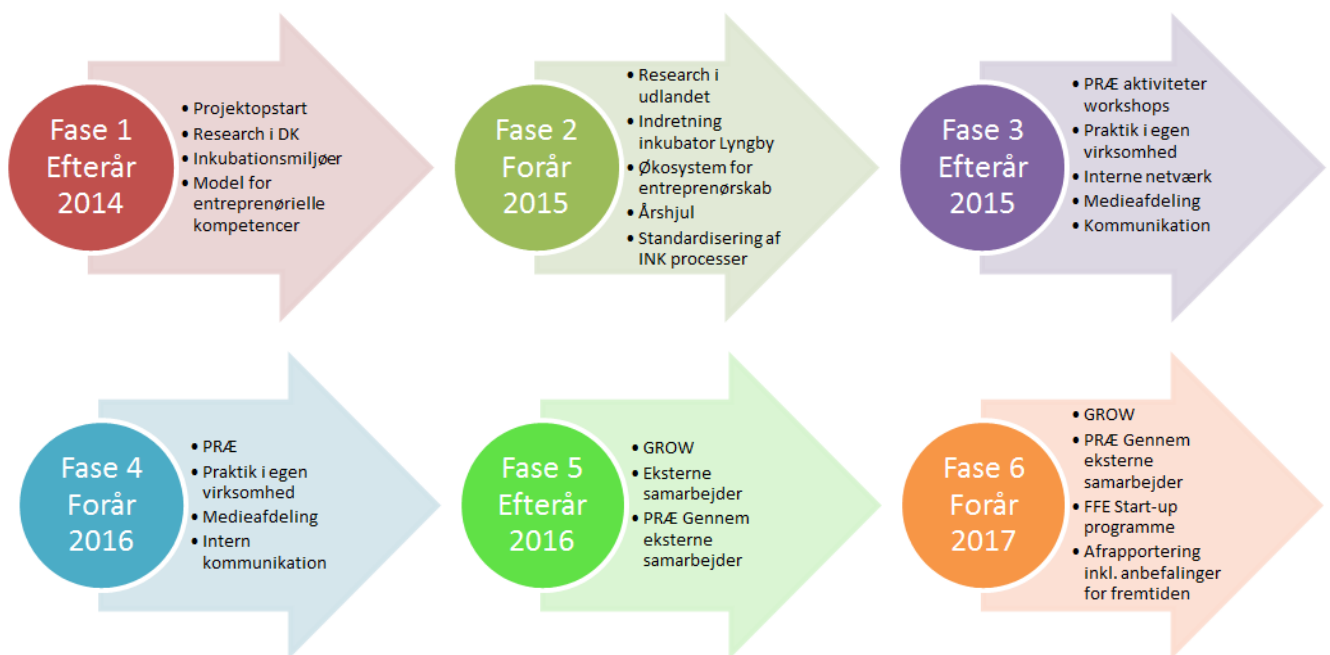 Fase 1
Efterår
2014
• Projektopstart
• Research i DK
• Inkubationsmiljøer
• Model for
entreprenørielle
kompetencer
Fase 2
Forår
2015
• Research i
udlandet
• Indretning
inkubator Lyngby
• Økosystem for
entreprenørskab
• Årshjul
• Standardisering af
INK processer
Fase 3
Efterår
2015
• PRÆ aktiviteter
workshops
• Praktik i egen
virksomhed
• Interne netværk
• Medieafdeling
• Kommunikation
Fase 4
Forår
2016
• PRÆ
• Praktik i egen
virksomhed
• Medieafdeling
• Intern
kommunikation
Fase 5
Efterår
2016
• GROW
• Eksterne
samarbejder
• PRÆ Gennem
eksterne
samarbejder
Fase 6
Forår
2017
• GROW
• PRÆ Gennem
eksterne
samarbejder
• FFE Start-up
programme
• Afrapportering
inkl. anbefalinger
for fremtiden